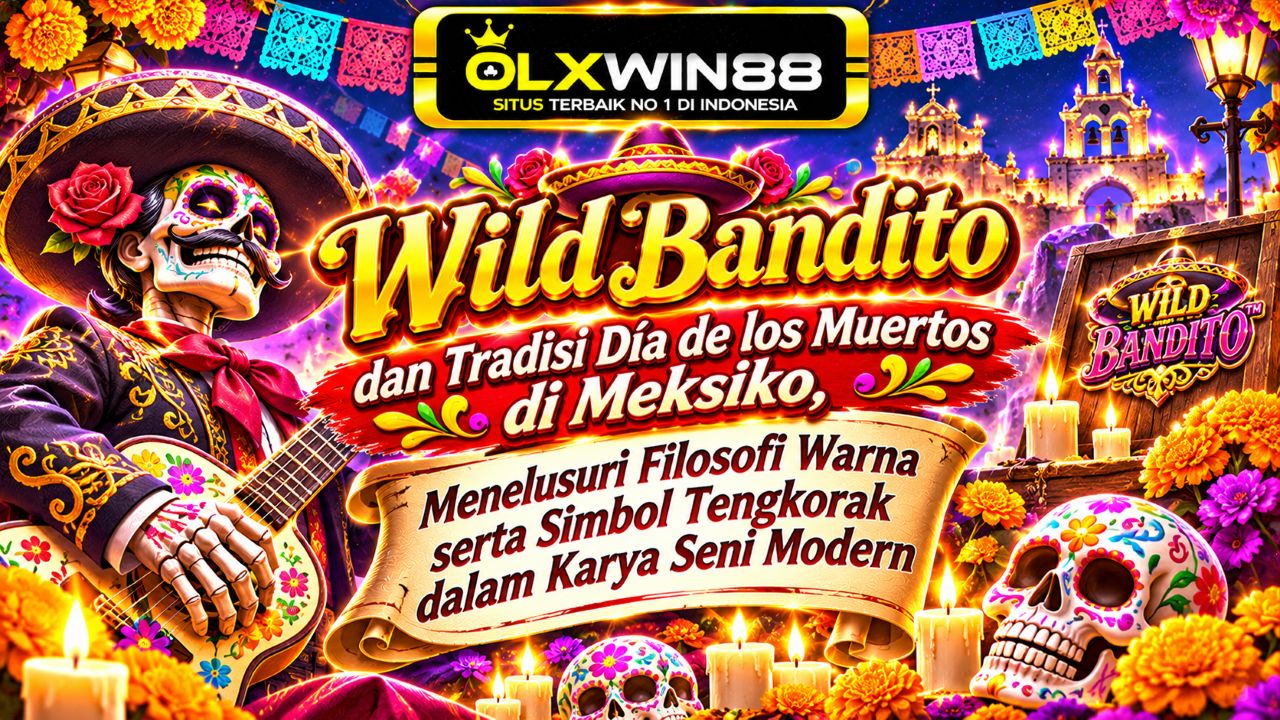 OLXWIN88
SITUS TERBAIK NO 1 DI INDONESIA
Wild Bandito
dan Tradisi Día de los Muertos
di Meksiko,
Menelusuri Filosofi Warna
serta Simbol Tengkorak
dalam Karya Seni Modern
WILD
BANDITO™